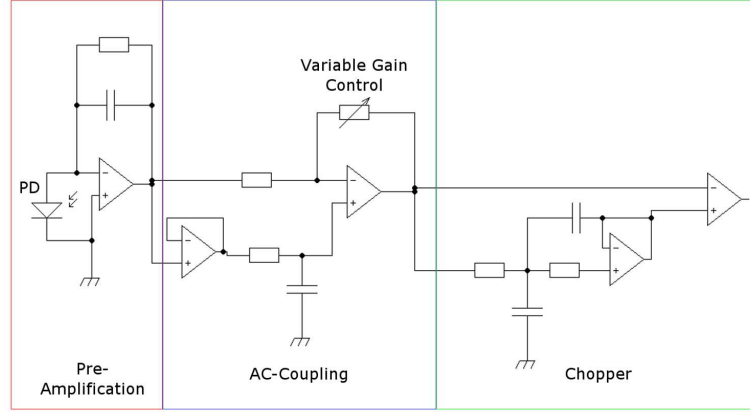 Variable Gain
Control
PD
Pre-
Amplification
AC-Coupling
Chopper